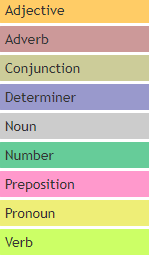 Adjective
Adverb
Conjunction
Determiner
Noun
Number
Preposition
Pronoun
Verb